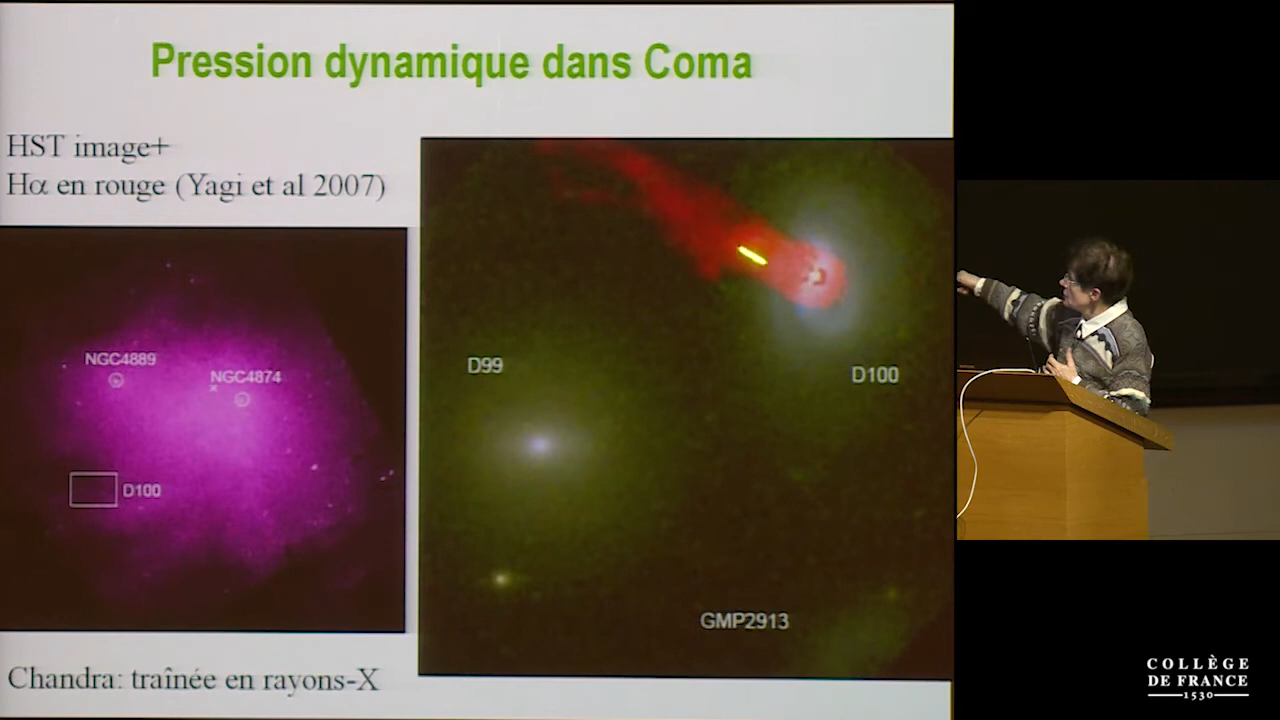 Pression dynamique dans Coma
HST image+
Hα en rouge (Yagi et al 2007)
NGC4889
NGC4874
D100
D99
D100
GMP2913
Chandra: traînée en rayons-X
COLLÈGE
DE FRANCE
1530